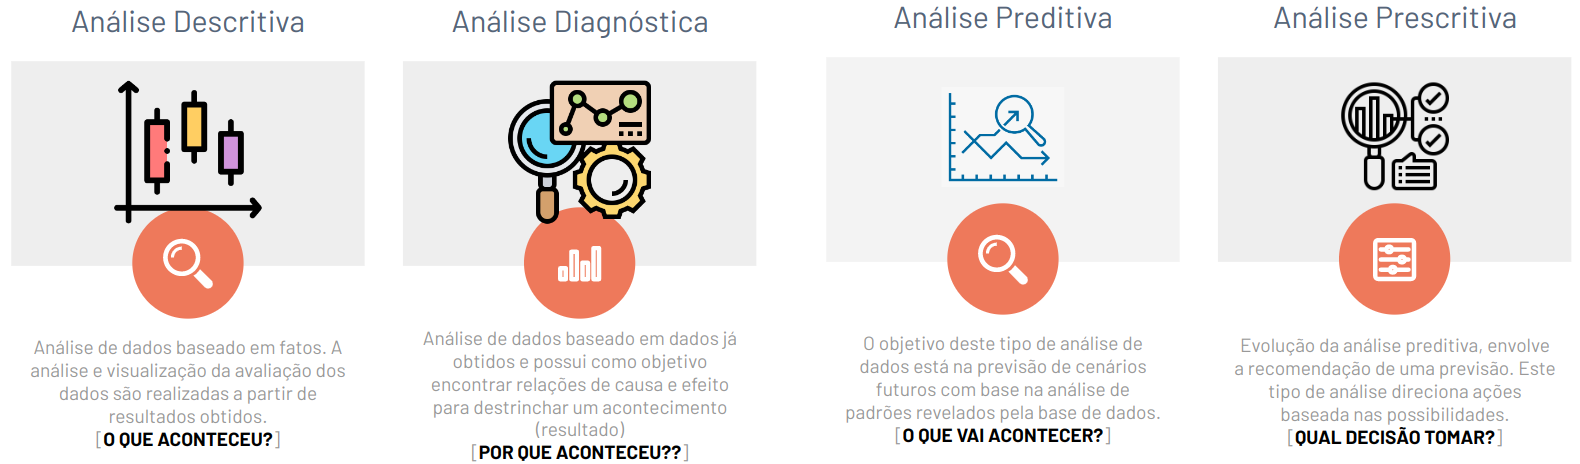 Análise Descritiva
Análise de dados baseado em fatos. A
análise e visualização da avaliação dos
dados são realizadas a partir de
resultados obtidos.
[O QUE ACONTECEU?]
Análise Diagnóstica
Análise de dados baseado em dados já
obtidos e possui como objetivo
encontrar relações de causa e efeito
para destrinchar um acontecimento
(resultado)
[POR QUE ACONTECEU??]
Análise Preditiva
O objetivo deste tipo de análise de
dados está na previsão de cenários
futuros com base na análise de
padrões revelados pela base de dados.
[O QUE VAI ACONTECER?]
Análise Prescritiva
Evolução da análise preditiva, envolve
a recomendação de uma previsão. Este
tipo de análise direciona ações
baseada nas possibilidades.
[QUAL DECISÃO TOMAR?]